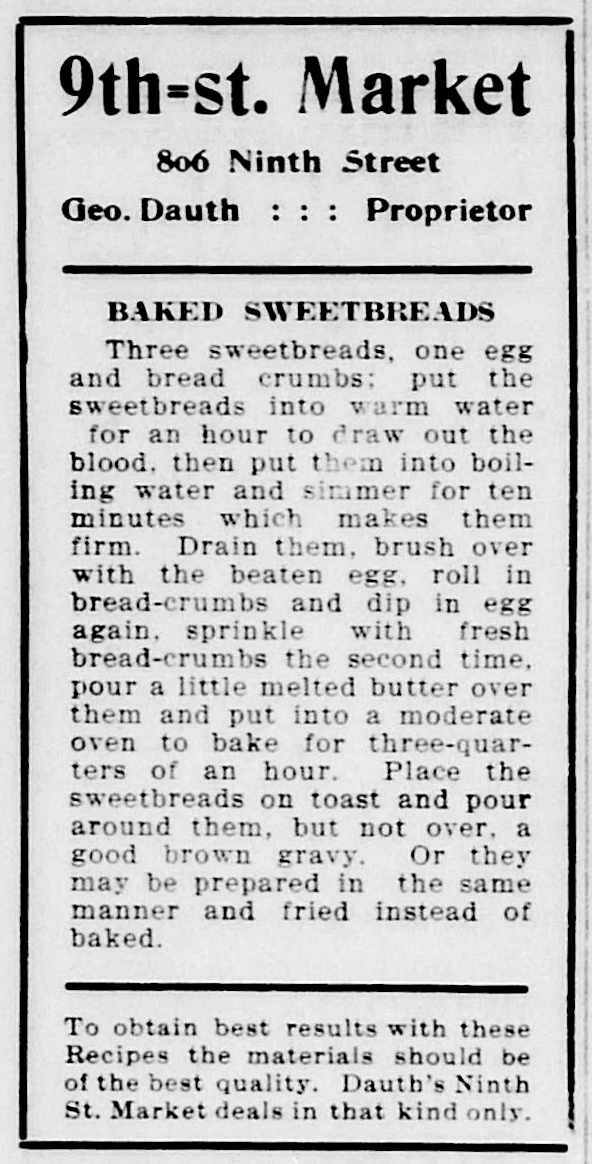 9th=st. Market
806 Ninth Street
Geo. Dauth : : : Proprietor
BAKED SWEETBREADS
Three sweetbreads, one egg
and bread crumbs; put the
sweetbreads into warm water
for an hour to draw out the
blood, then put them into boil-
ing water and simmer for ten
minutes which makes them
firm. Drain them, brush over
with the beaten egg, roll in
bread-crumbs and dip in egg
again, sprinkle with fresh
bread-crumbs the second time,
pour a little melted butter over
them and put into a moderate
oven to bake for three-quar-
ters of an hour. Place the
sweetbreads on toast and pour
around them, but not over, a
good brown gravy. Or they
may be prepared in the same
manner and fried instead of
baked.
To obtain best results with these
Recipes the materials should be
of the best quality. Dauth's Ninth
St. Market deals in that kind only.